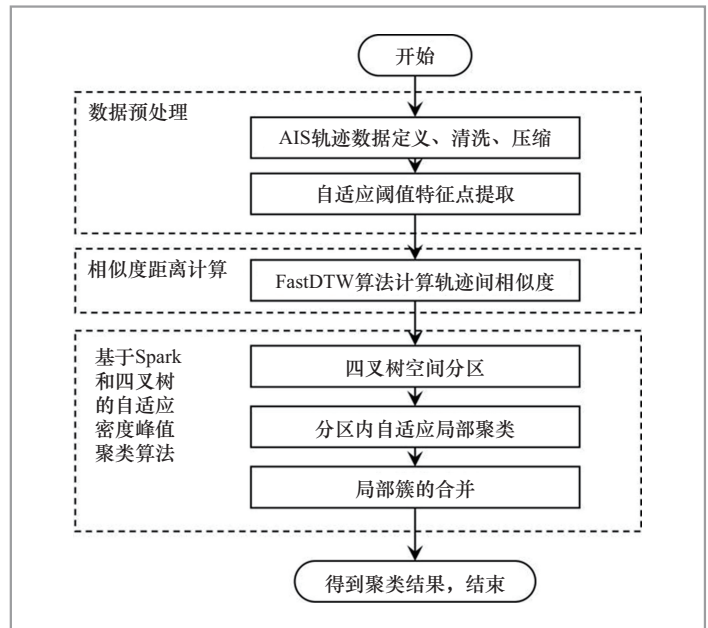 开始
数据预处理
AIS轨迹数据定义、清洗、压缩
自适应阈值特征点提取
相似度距离计算
FastDTW算法计算轨迹间相似度
基于Spark
和四叉树
的自适应
密度峰值
聚类算法
四叉树空间分区
分区内自适应局部聚类
局部簇的合并
得到聚类结果，结束